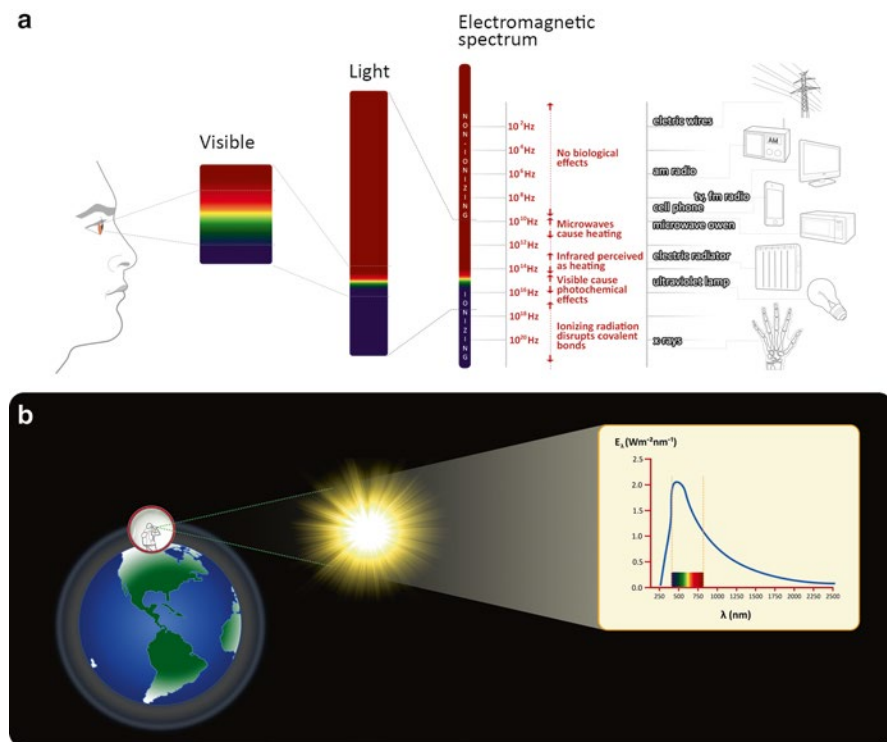 a
Electromagnetic
spectrum
Light
Visible
NON-IONIZING
IONIZING
10²Hz
10⁴Hz
10⁶Hz
10⁸Hz
10¹⁰Hz
10¹²Hz
10¹⁴Hz
10¹⁶Hz
10¹⁸Hz
10²⁰Hz
No biological
effects
Microwaves
cause heating
Infrared perceived
as heating
Visible cause
photochemical
effects
Ionizing radiation
disrupts covalent
bonds
eletric wires
AM
am radio
tv, fm radio
cell phone
microwave owen
electric radiator
ultraviolet lamp
x-rays
b
Eλ (Wm⁻²nm⁻¹)
2.5
2.0
1.5
1.0
0.5
0
250 500 750 1000 1250 1500 1750 2000 2250 2500
λ (nm)